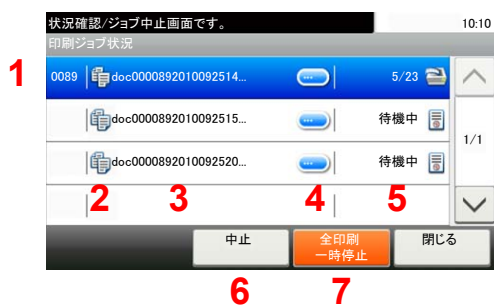 状況確認/ジョブ中止画面です。 10:10
印刷ジョブ状況
1 0089 doc0000892010092514... 5/23
doc0000892010092515... 待機中
1/1
doc0000892010092520... 待機中
2 3 4 5
中止 全印刷 閉じる
一時停止
6 7